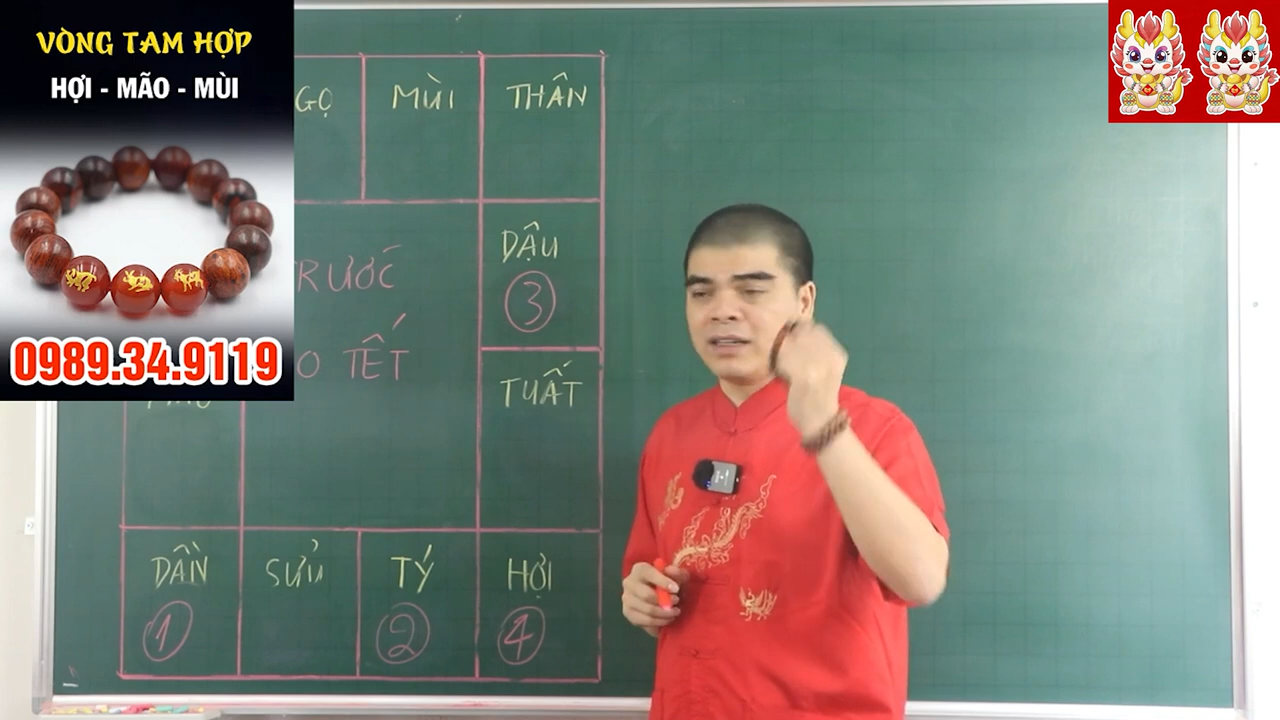 VÒNG TAM HỢP
HỢI - MÃO - MÙI
0989.34.9119
GỌ
MÙI
THÂN
DẬU
3
RƯỚC
O TẾT
TUẤT
DẦN
SỬU
TÝ
HỢI
1
2
4